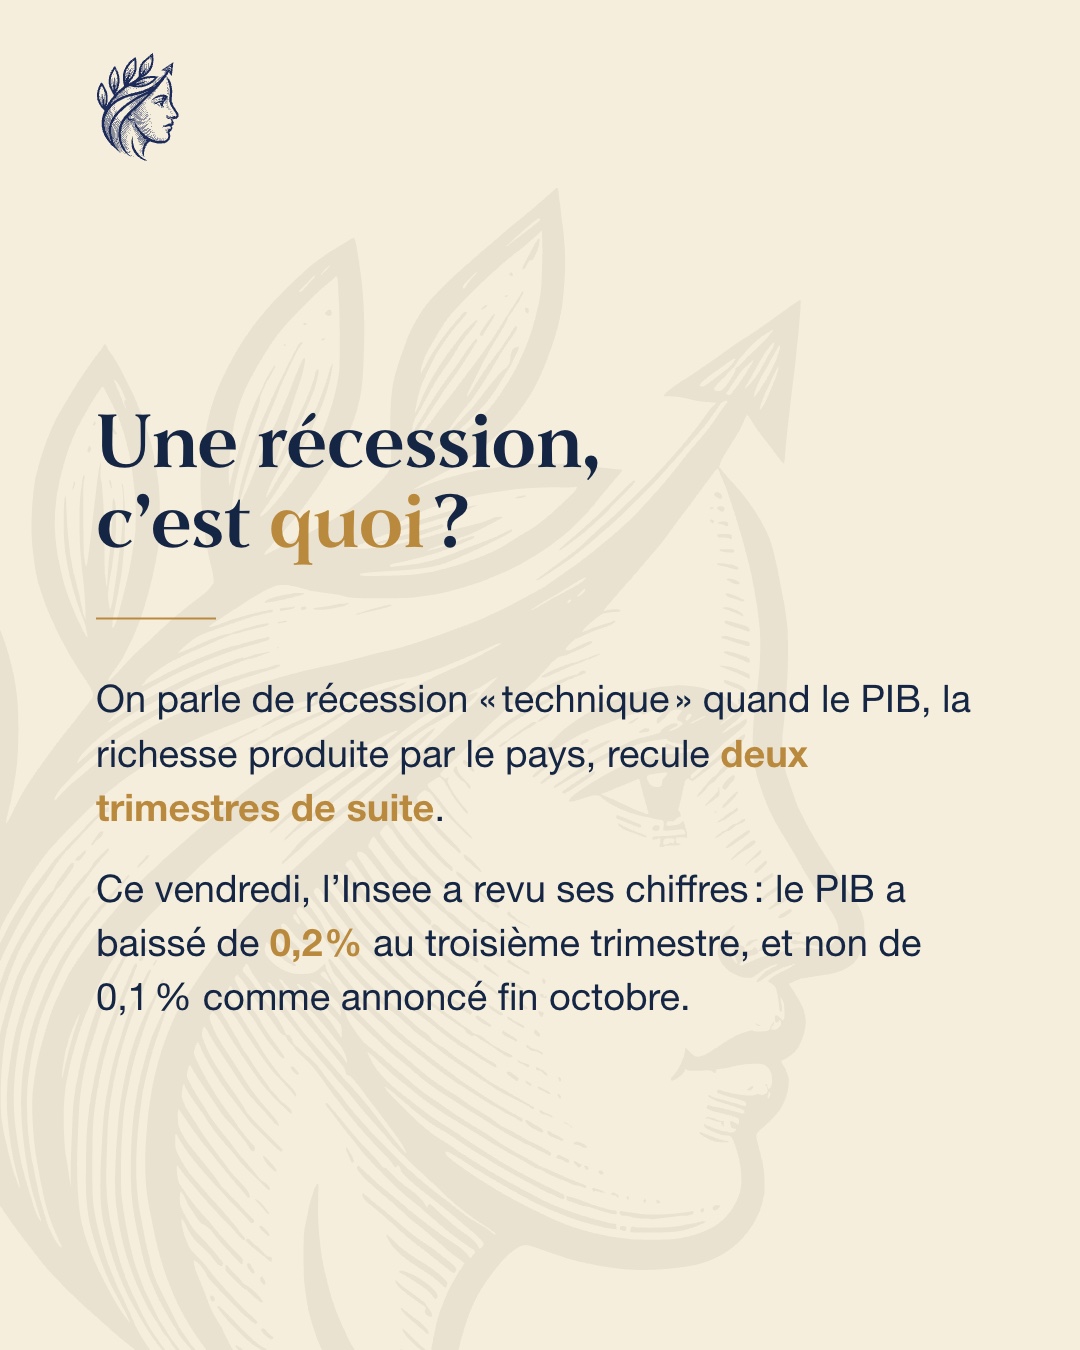 Une récession,
c’est quoi ?
On parle de récession « technique » quand le PIB, la
richesse produite par le pays, recule deux
trimestres de suite.
Ce vendredi, l’Insee a revu ses chiffres : le PIB a
baissé de 0,2 % au troisième trimestre, et non de
0,1 % comme annoncé fin octobre.